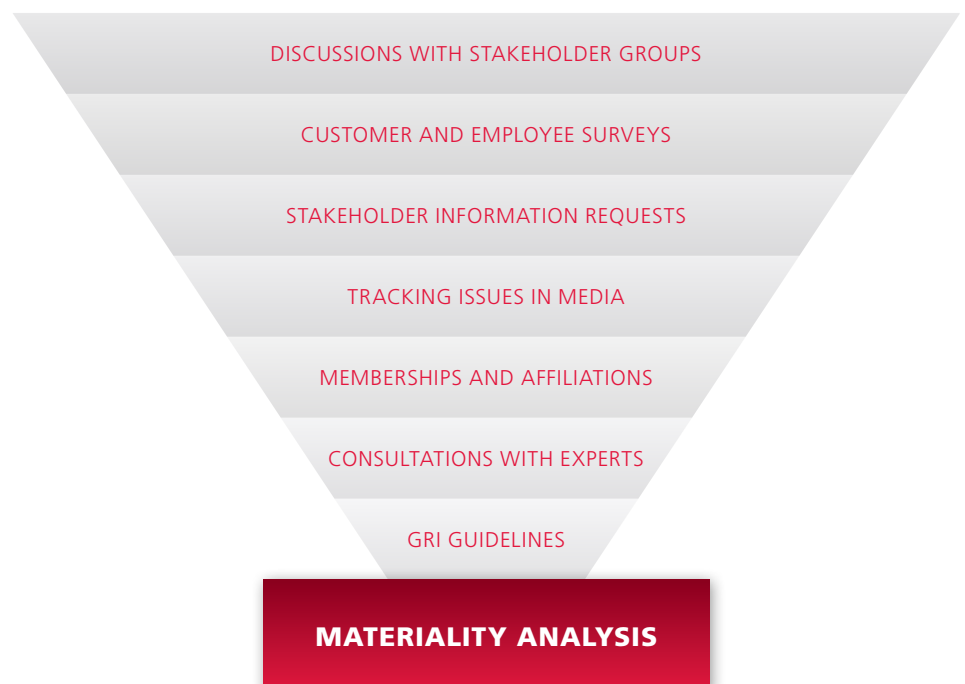 DISCUSSIONS WITH STAKEHOLDER GROUPS
CUSTOMER AND EMPLOYEE SURVEYS
STAKEHOLDER INFORMATION REQUESTS
TRACKING ISSUES IN MEDIA
MEMBERSHIPS AND AFFILIATIONS
CONSULTATIONS WITH EXPERTS
GRI GUIDELINES
MATERIALITY ANALYSIS